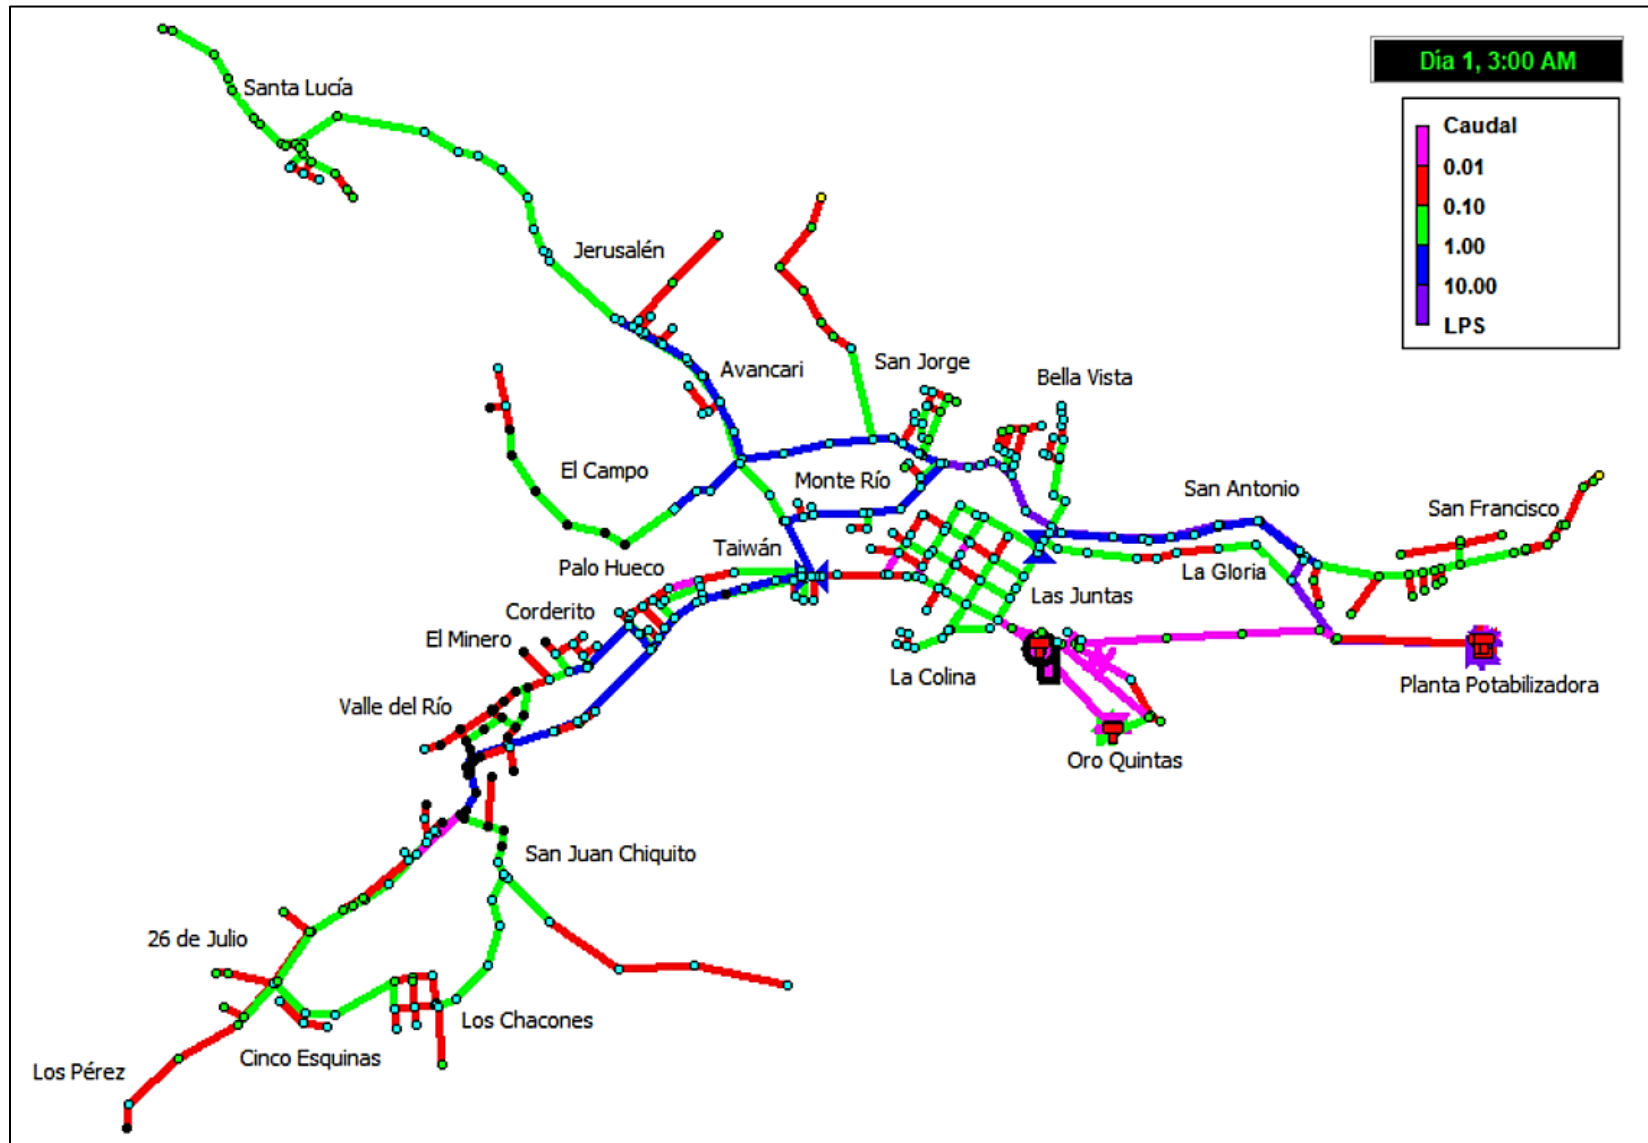 Día 1, 3:00 AM
Caudal
0.01
0.10
1.00
10.00
LPS
Santa Lucía
Jerusalén
Avancari
San Jorge
Bella Vista
El Campo
Monte Río
San Antonio
San Francisco
Taiwán
Palo Hueco
La Gloria
Las Juntas
Corderito
El Minero
La Colina
Planta Potabilizadora
Valle del Río
Oro Quintas
San Juan Chiquito
26 de Julio
Los Chacones
Cinco Esquinas
Los Pérez